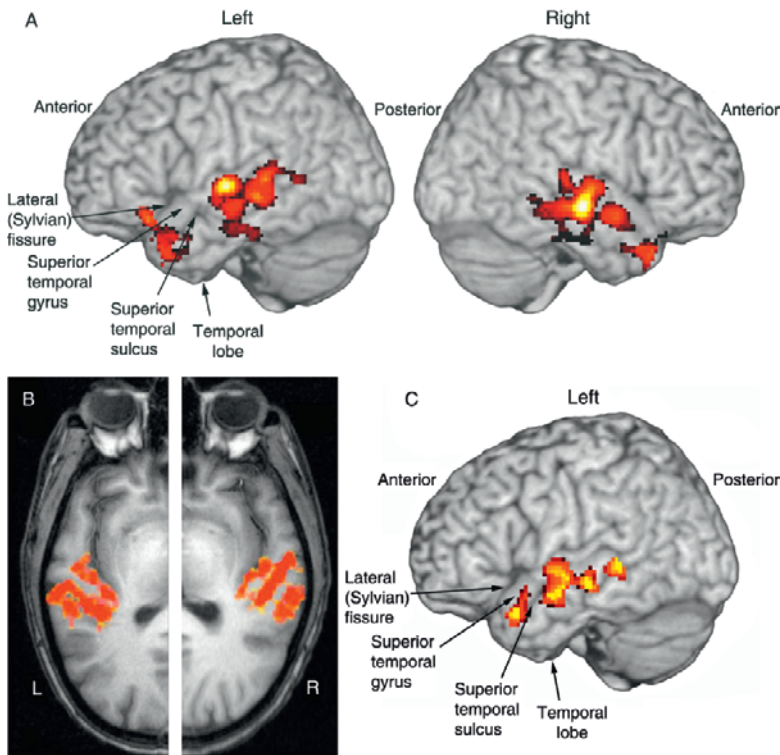 A
Left
Right
Anterior
Posterior
Anterior
Lateral
(Sylvian)
fissure
Superior
temporal
gyrus
Superior
temporal
sulcus
Temporal
lobe
B
L
R
C
Left
Anterior
Posterior
Lateral
(Sylvian)
fissure
Superior
temporal
gyrus
Superior
temporal
sulcus
Temporal
lobe